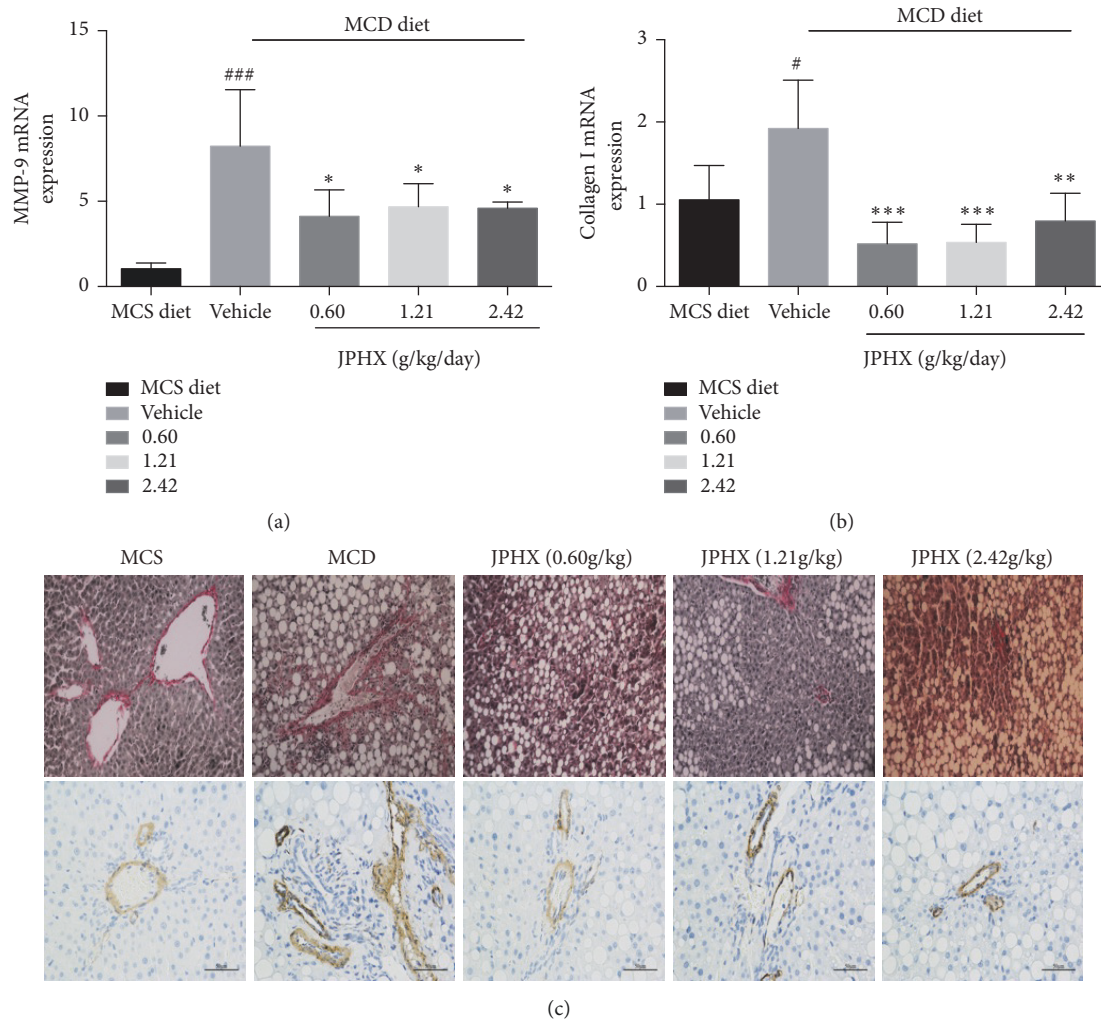 15
10
5
0
MMP-9 mRNA
expression
MCD diet
###
*
*
*
MCS diet
Vehicle
0.60
1.21
2.42
JPHX (g/kg/day)
MCS diet
Vehicle
0.60
1.21
2.42
(a)
3
2
1
0
Collagen I mRNA
expression
MCD diet
#
***
***
**
MCS diet
Vehicle
0.60
1.21
2.42
JPHX (g/kg/day)
MCS diet
Vehicle
0.60
1.21
2.42
(b)
MCS
MCD
JPHX (0.60g/kg)
JPHX (1.21g/kg)
JPHX (2.42g/kg)
(c)